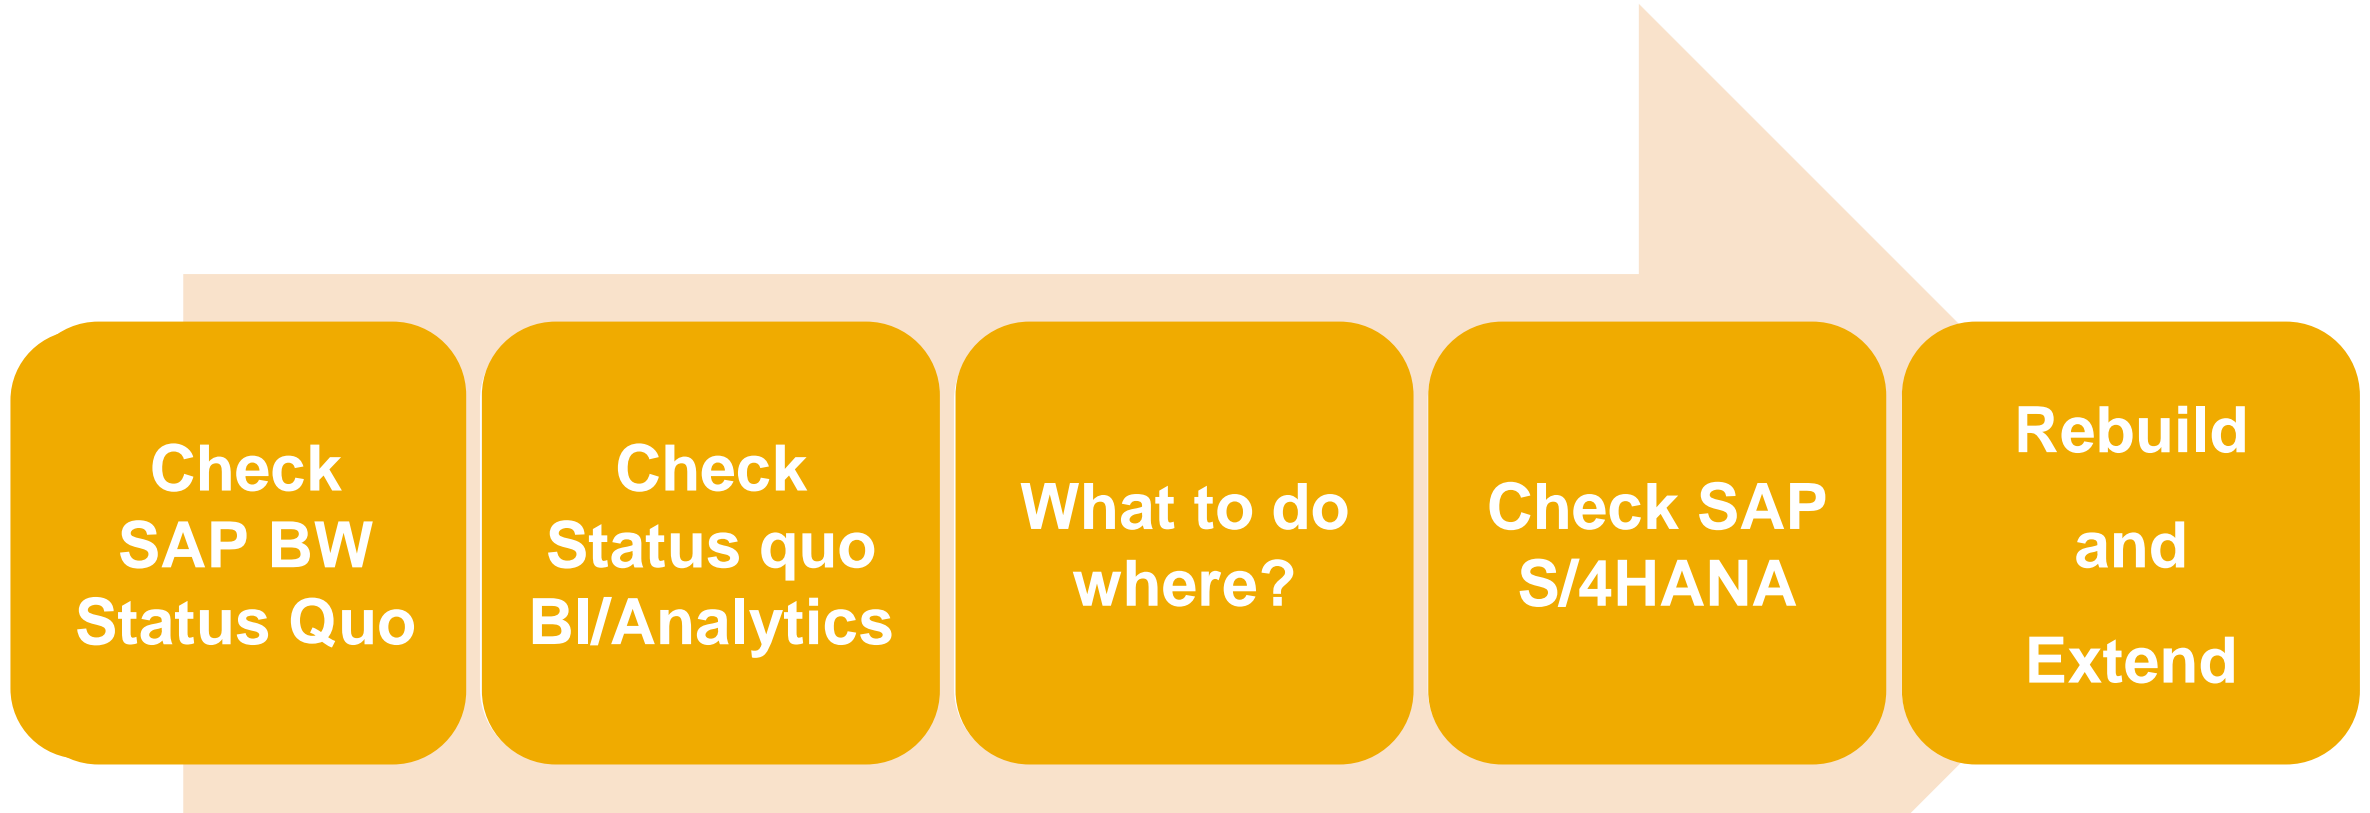 Check
SAP BW
Status Quo
Check
Status quo
BI/Analytics
What to do
where?
Check SAP
S/4HANA
Rebuild
and
Extend